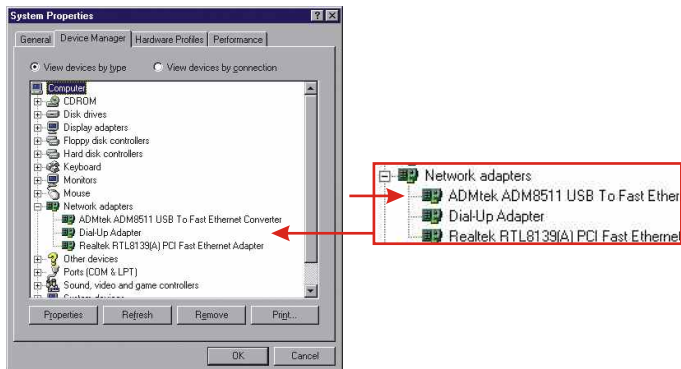 System Properties
General Device Manager Hardware Profiles Performance
View devices by type View devices by connection
Computer
CDROM
Disk drives
Display adapters
Floppy disk controllers
Hard disk controllers
Keyboard
Monitors
Mouse
Network adapters
ADMtek ADM8511 USB To Fast Ethernet Converter
Dial-Up Adapter
Realtek RTL8139(A) PCI Fast Ethernet Adapter
Other devices
Ports (COM & LPT)
Sound, video and game controllers
System devices
Properties Refresh Remove Print...
OK Cancel
Network adapters
ADMtek ADM8511 USB To Fast Ether
Dial-Up Adapter
Realtek RTL8139(A) PCI Fast Ethernet